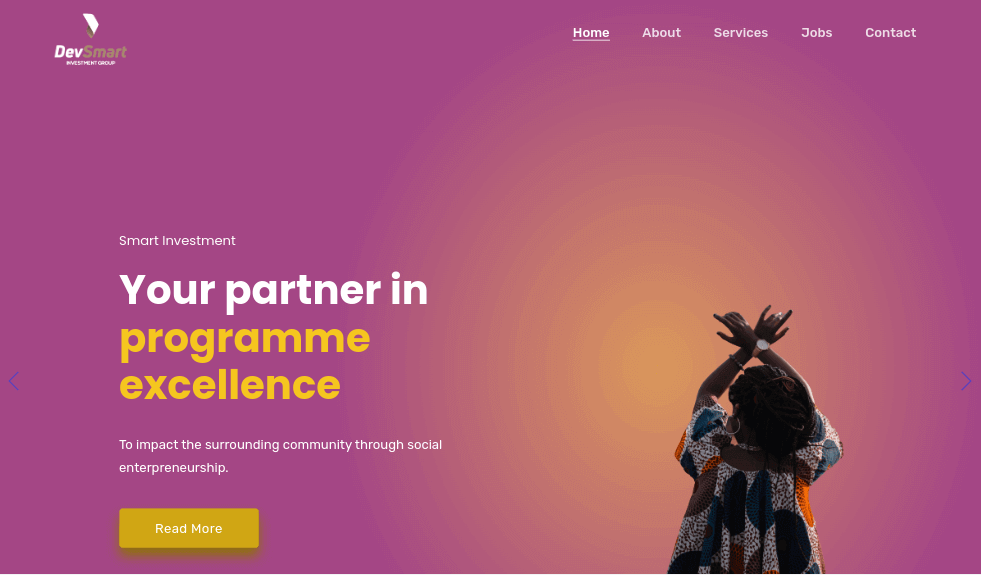 DevSmart
INVESTMENT GROUP
Home About Services Jobs Contact
Smart Investment
Your partner in
programme
excellence
To impact the surrounding community through social
enterpreneurship.
Read More